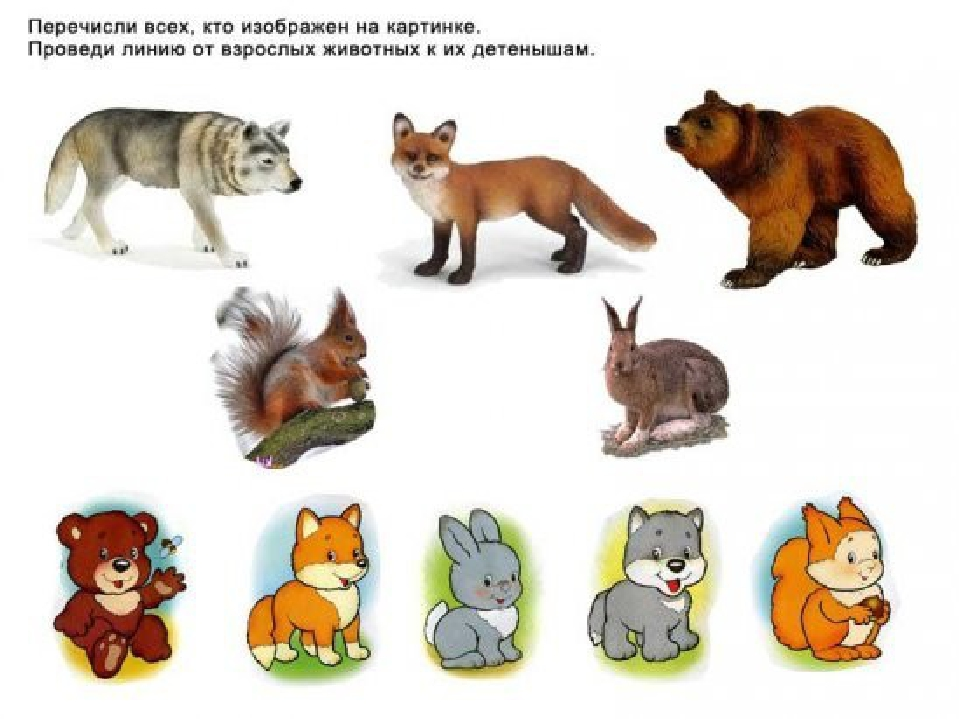 Перечисли всех, кто изображен на картинке.
Проведи линию от взрослых животных к их детенышам.